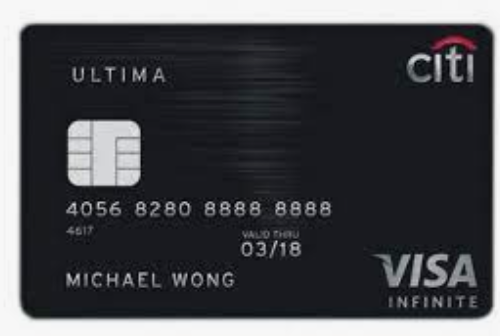 ULTIMA
citi
4056 8280 8888 8888
4617
VALID THRU
03/18
MICHAEL WONG
VISA
INFINITE